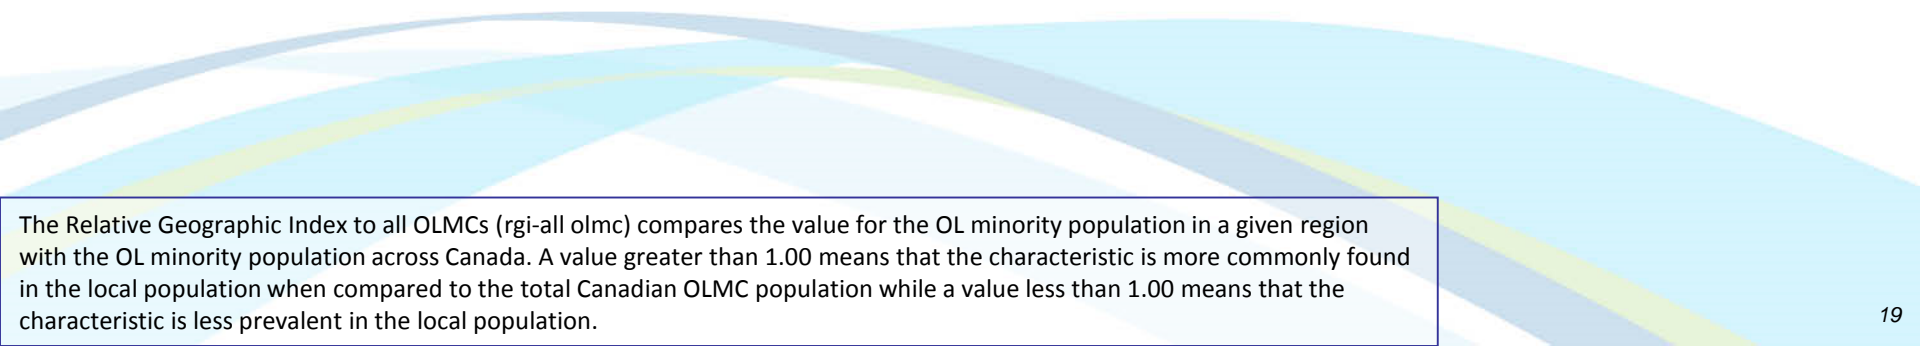 The Relative Geographic Index to all OLMCs (rgi-all olmc) compares the value for the OL minority population in a given region
with the OL minority population across Canada. A value greater than 1.00 means that the characteristic is more commonly found
in the local population when compared to the total Canadian OLMC population while a value less than 1.00 means that the
characteristic is less prevalent in the local population.
19